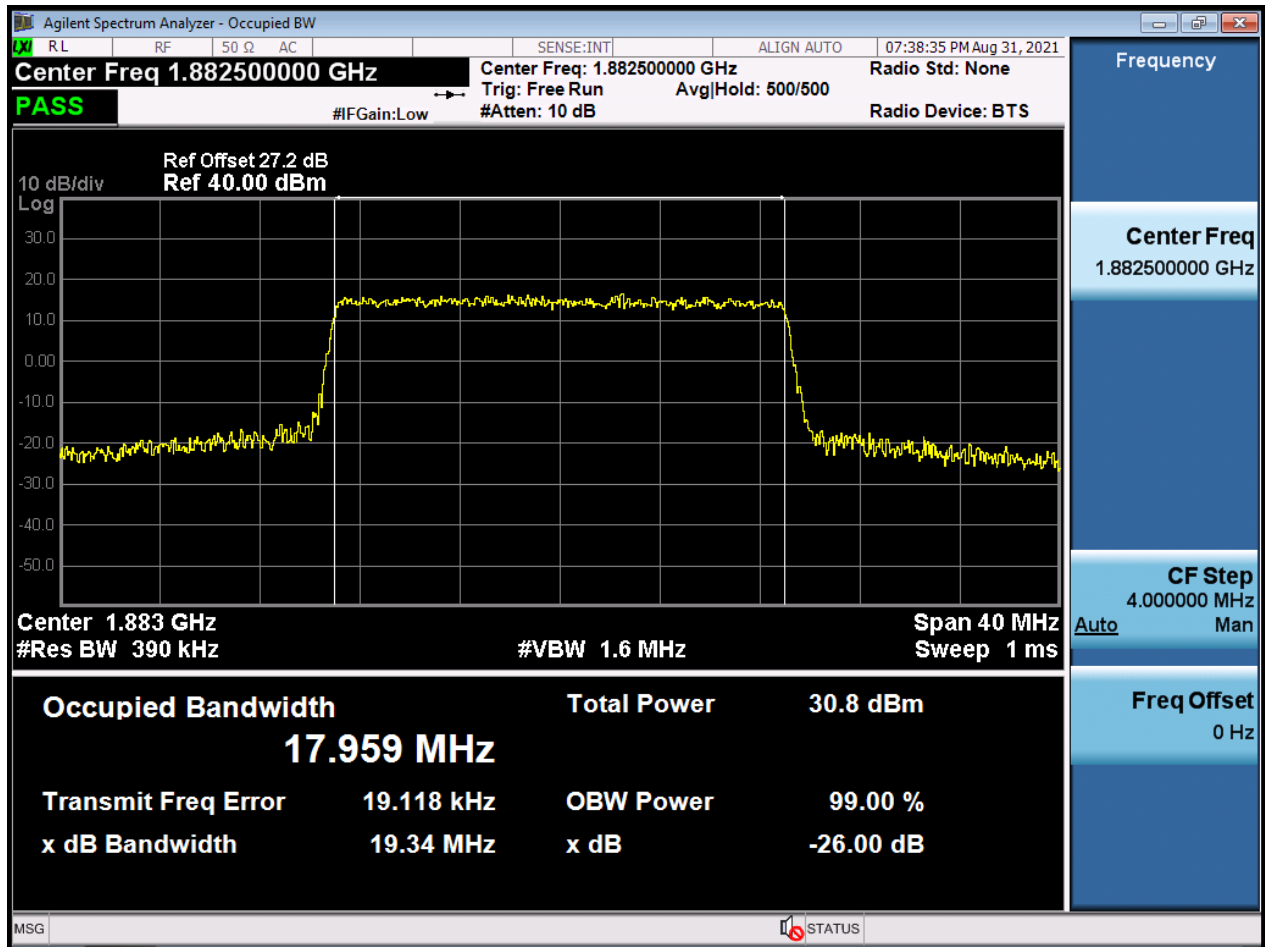 Agilent Spectrum Analyzer - Occupied BW
LXI RL RF 50 Ω AC SENSE:INT ALIGN AUTO 07:38:35 PM Aug 31, 2021
Center Freq 1.882500000 GHz
Center Freq: 1.882500000 GHz Radio Std: None
Trig: Free Run Avg|Hold: 500/500
PASS
#IFGain:Low #Atten: 10 dB Radio Device: BTS
Ref Offset 27.2 dB
10 dB/div Ref 40.00 dBm
Log
30.0
20.0
10.0
0.00
-10.0
-20.0
-30.0
-40.0
-50.0
Center 1.883 GHz Span 40 MHz
#Res BW 390 kHz #VBW 1.6 MHz Sweep 1 ms
Occupied Bandwidth Total Power 30.8 dBm
17.959 MHz
Transmit Freq Error 19.118 kHz OBW Power 99.00 %
x dB Bandwidth 19.34 MHz x dB -26.00 dB
MSG STATUS
Frequency
Center Freq
1.882500000 GHz
CF Step
4.000000 MHz
Auto Man
Freq Offset
0 Hz